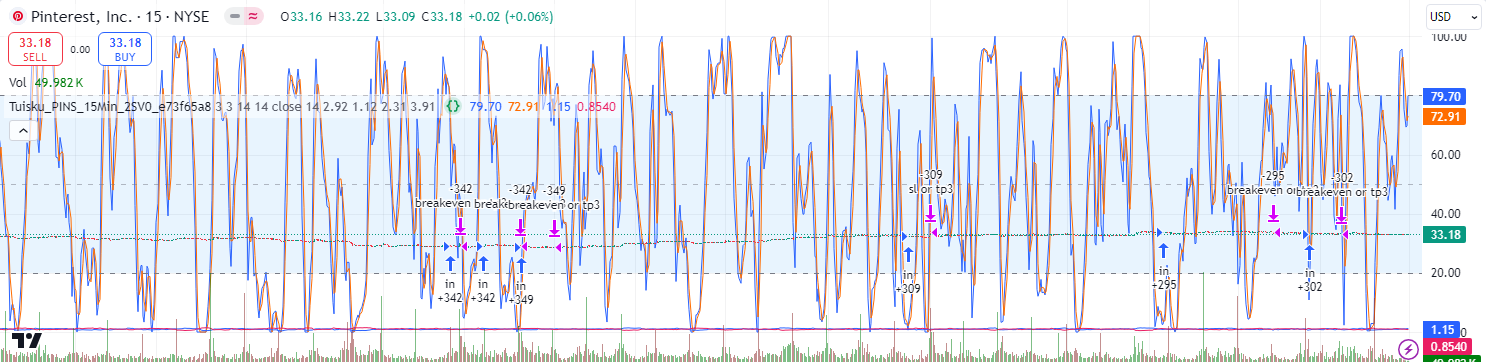 Pinterest, Inc. · 15 · NYSE O33.16 H33.22 L33.09 C33.18 +0.02 (+0.06%) USD
33.18 SELL 0.00 33.18 BUY
100.00
Vol 49.982 K
Tuisku_PINS_15Min_2SV0_e73f65a8 3 3 14 14 close 14 2.92 1.12 2.31 3.91 {} 79.70 72.91 1.15 0.8540
79.70
72.91
60.00
-342 breakeven
-342
-349 breakeven or tp3
-309 sl or tp3
-295 breakeven or
-302 breakeven or tp3
40.00
33.18
20.00
in +342
in +342
in +349
in +309
in +295
in +302
1.15
0.8540